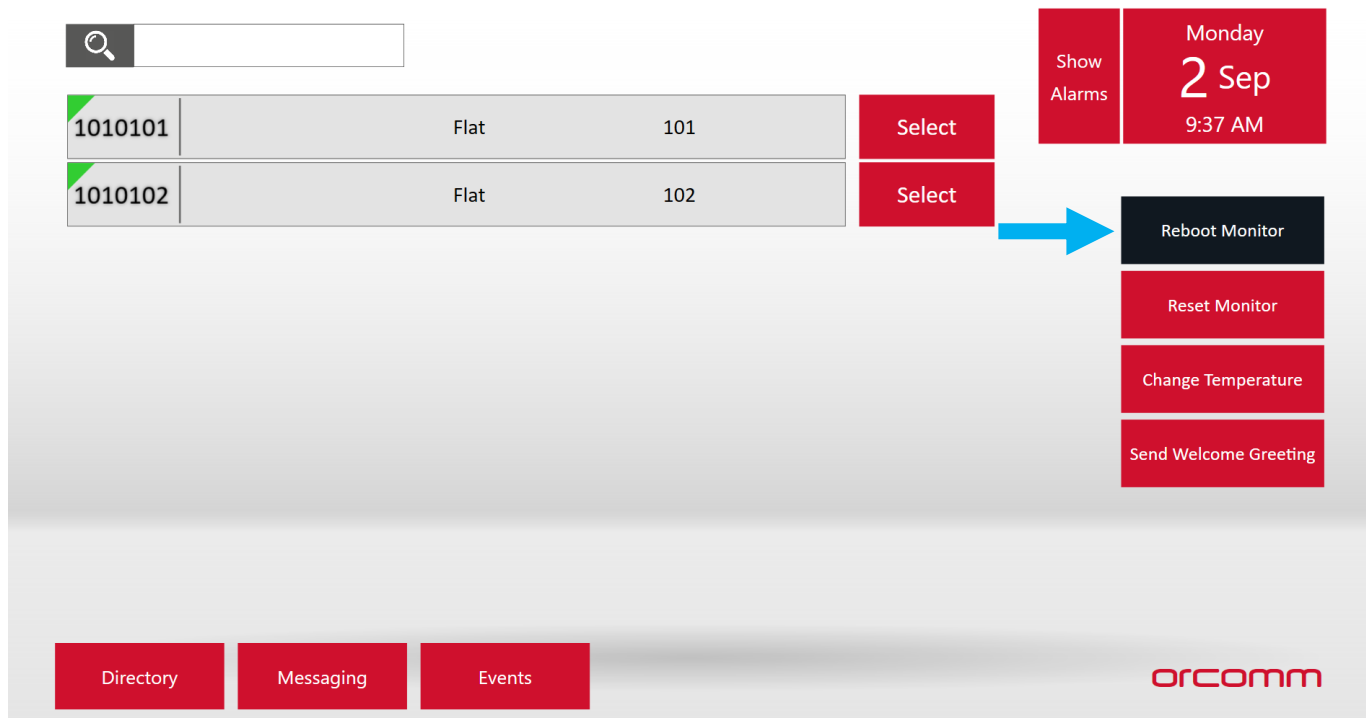 Show
Alarms
Monday
2 Sep
9:37 AM
1010101 Flat 101 Select
1010102 Flat 102 Select
Reboot Monitor
Reset Monitor
Change Temperature
Send Welcome Greeting
Directory Messaging Events
orcomm